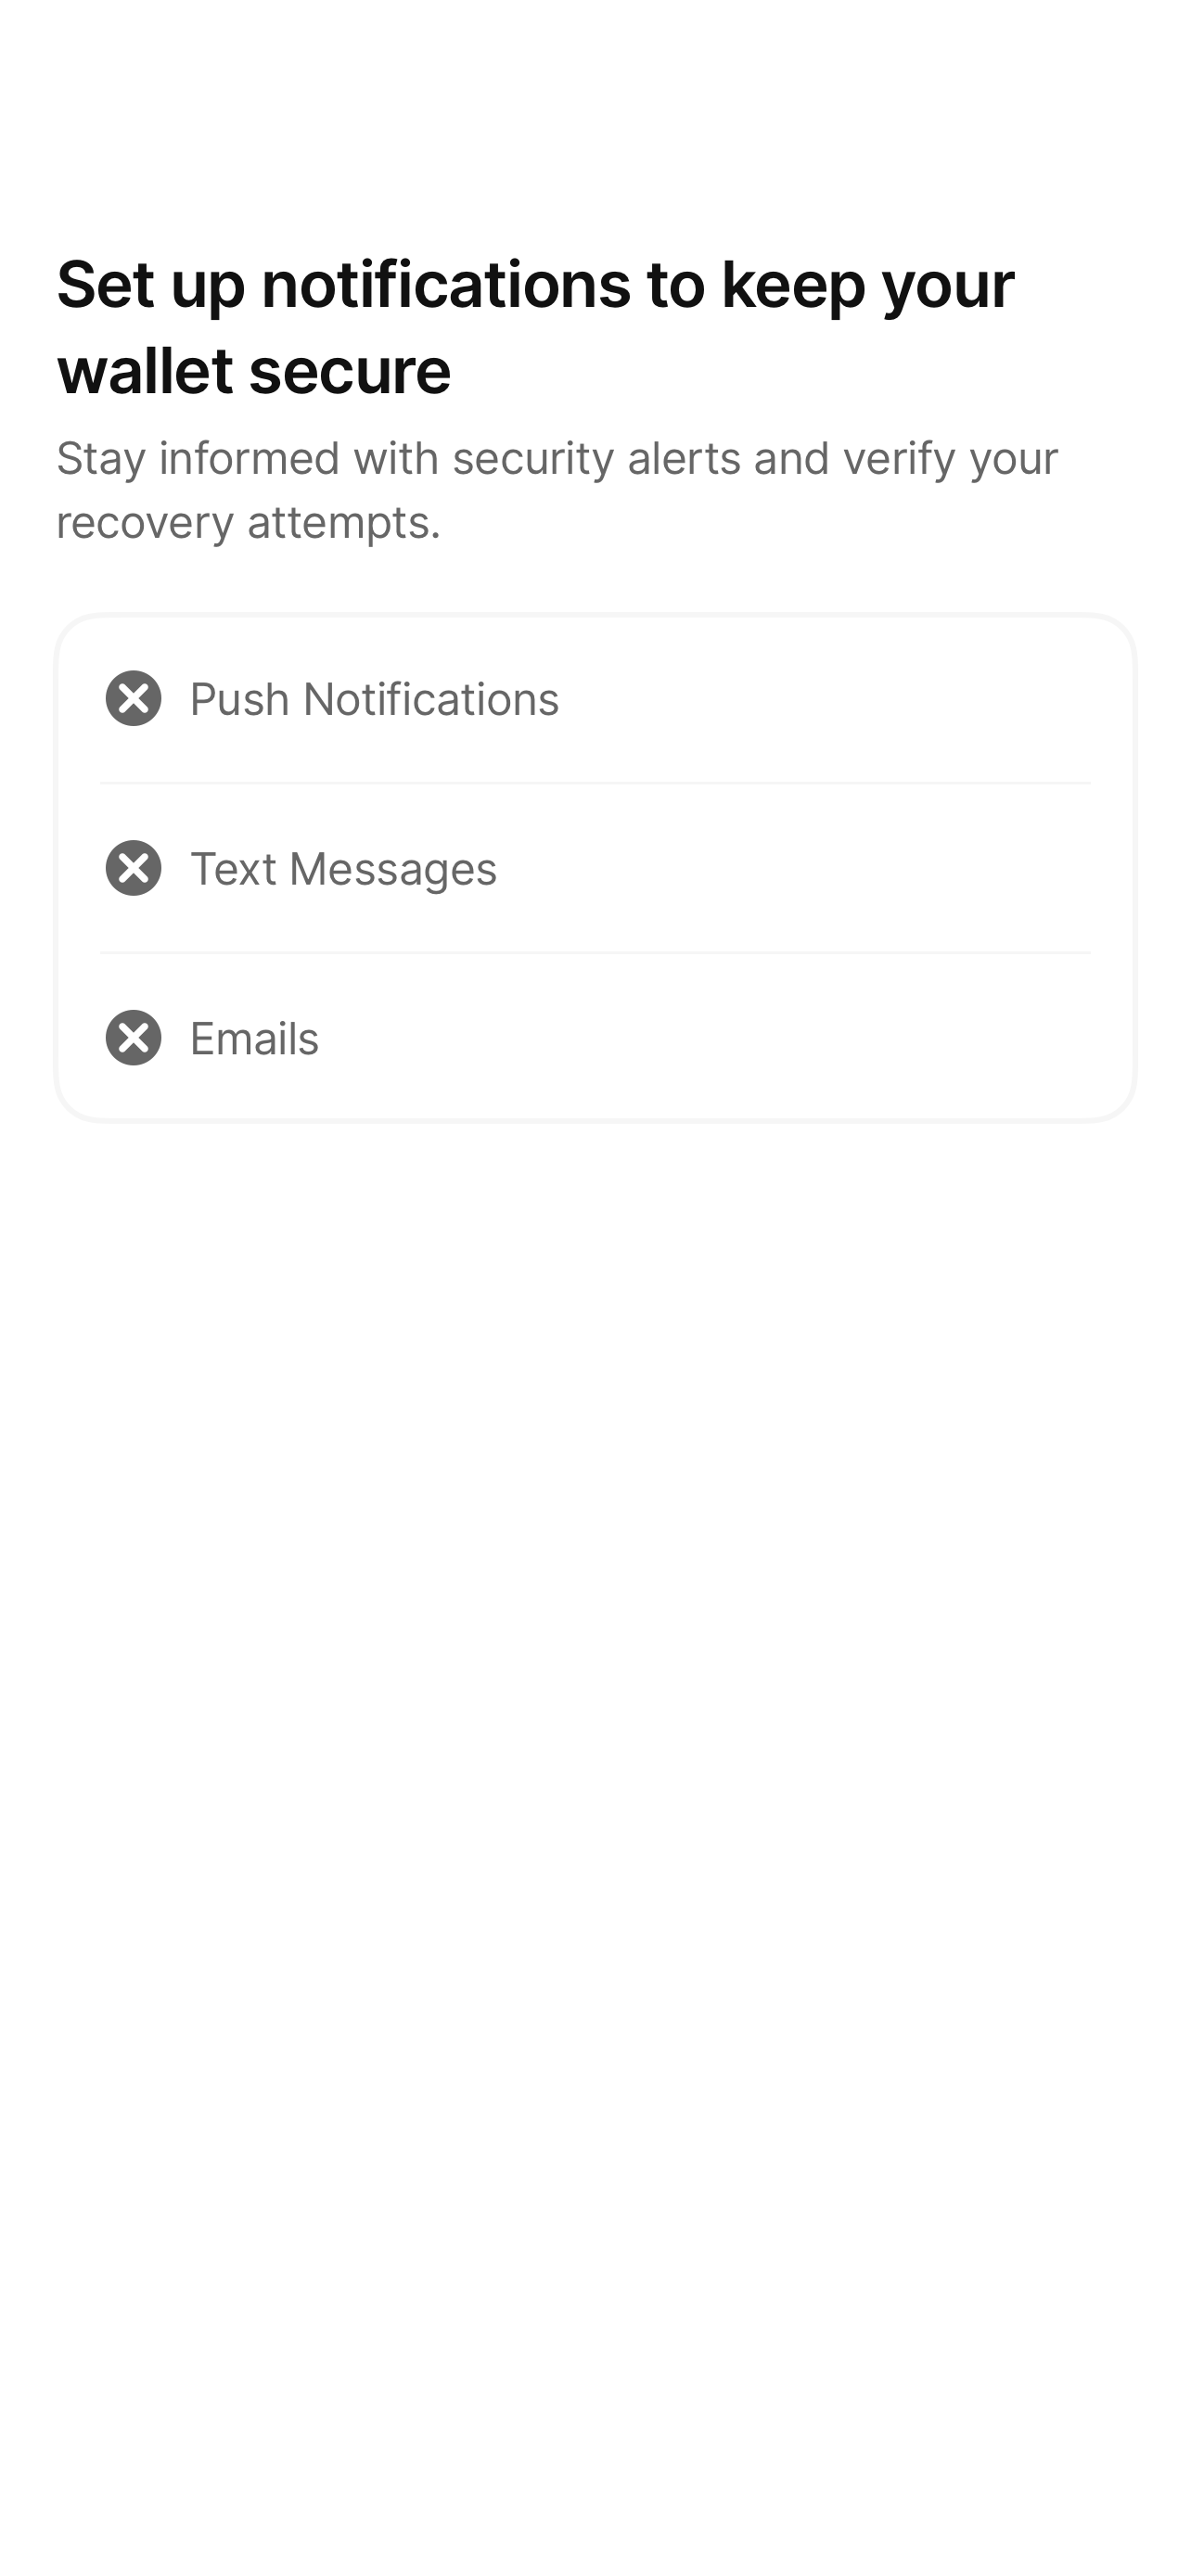 Set up notifications to keep your
wallet secure
Stay informed with security alerts and verify your
recovery attempts.
Push Notifications
Text Messages
Emails